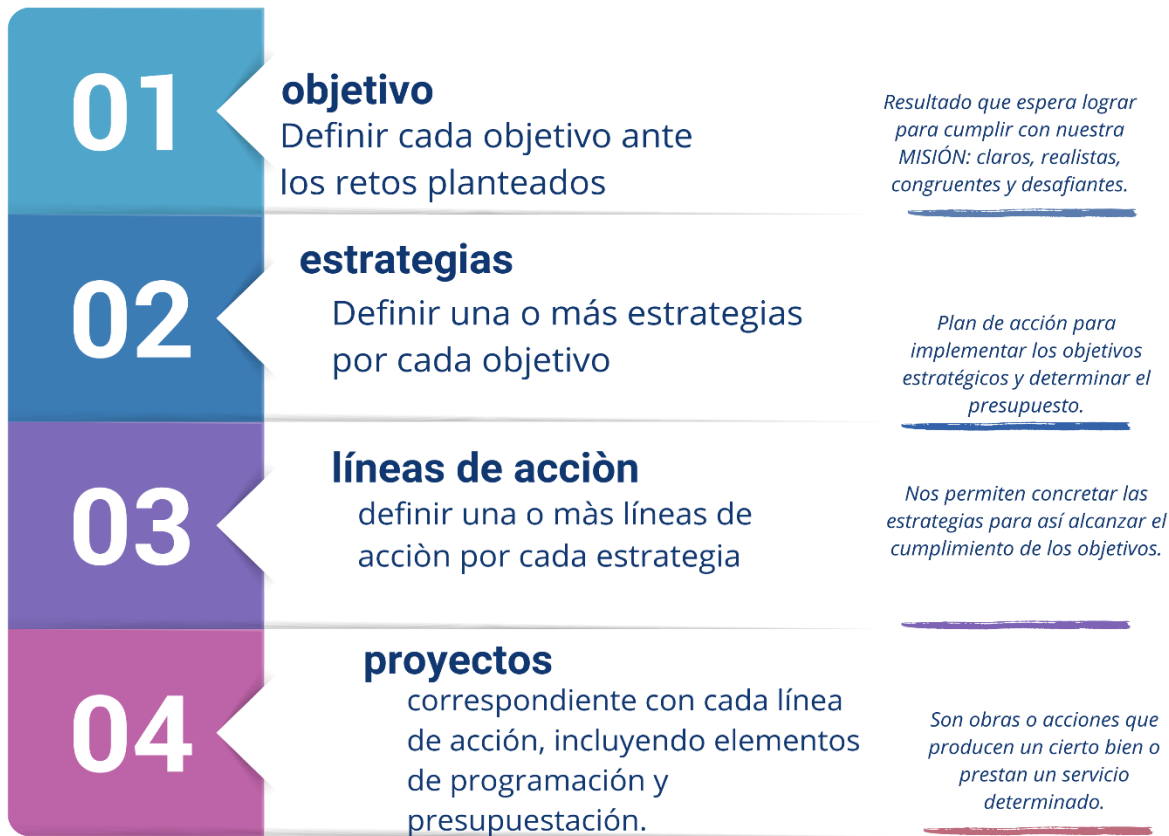 01
objetivo
Definir cada objetivo ante
los retos planteados
Resultado que espera lograr
para cumplir con nuestra
MISIÓN: claros, realistas,
congruentes y desafiantes.
02
estrategias
Definir una o más estrategias
por cada objetivo
Plan de acción para
implementar los objetivos
estratégicos y determinar el
presupuesto.
03
líneas de acciòn
definir una o màs líneas de
acciòn por cada estrategia
Nos permiten concretar las
estrategias para así alcanzar el
cumplimiento de los objetivos.
04
proyectos
correspondiente con cada línea
de acción, incluyendo elementos
de programación y
presupuestación.
Son obras o acciones que
producen un cierto bien o
prestan un servicio
determinado.